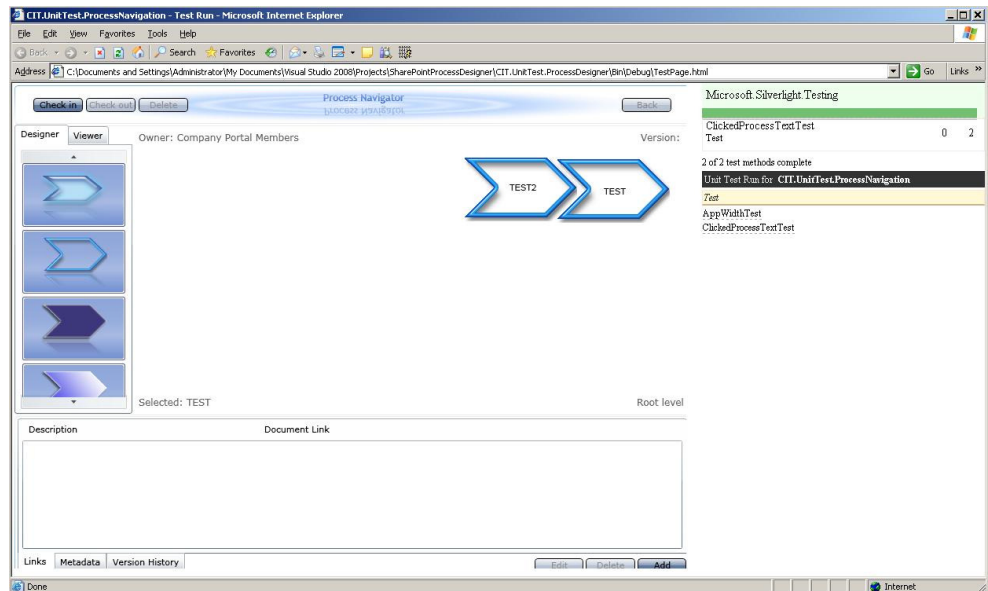 CIT.UnitTest.ProcessNavigation - Test Run - Microsoft Internet Explorer
File Edit View Favorites Tools Help
Back Search Favorites
Address C:\Documents and Settings\Administrator\My Documents\Visual Studio 2008\Projects\SharePointProcessDesigner\CIT.UnitTest.ProcessDesigner\Bin\Debug\TestPage.html Go Links »
Check in Check out Delete Process Navigator Back
Designer Viewer
Owner: Company Portal Members Version:
TEST2 TEST
Selected: TEST Root level
Description Document Link
Links Metadata Version History Edit Delete Add
Microsoft.Silverlight.Testing
ClickedProcessTextTest
Test 0 2
2 of 2 test methods complete
Unit Test Run for CIT.UnitTest.ProcessNavigation
Test
AppWidthTest
ClickedProcessTextTest
Done Internet